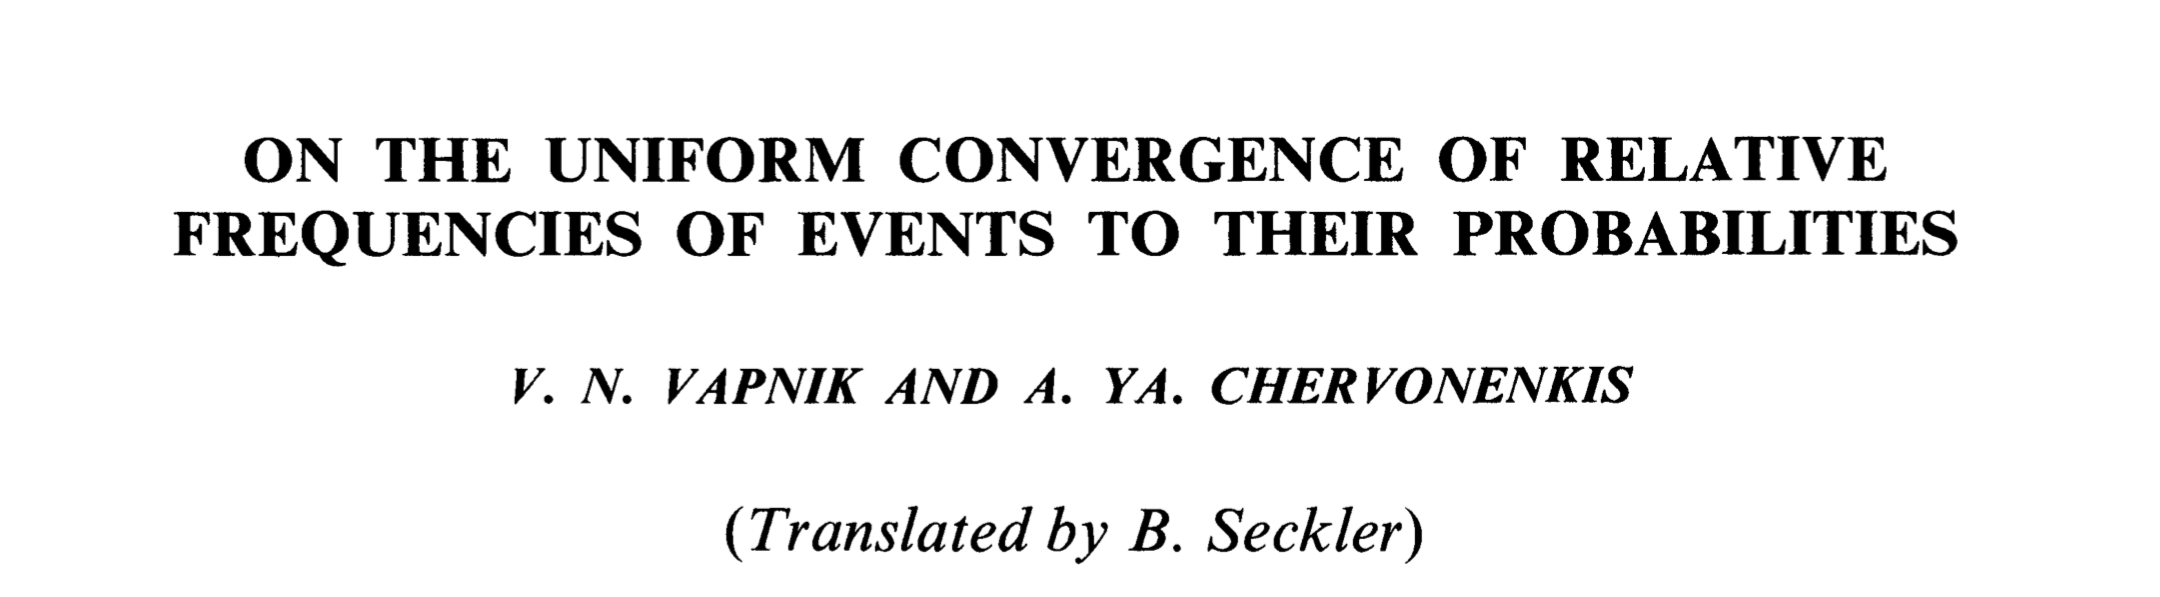 ON THE UNIFORM CONVERGENCE OF RELATIVE
FREQUENCIES OF EVENTS TO THEIR PROBABILITIES
V. N. VAPNIK AND A. YA. CHERVONENKIS
(Translated by B. Seckler)